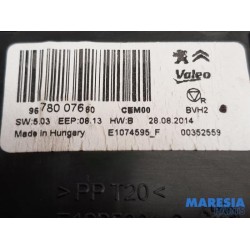 Valeo
R
96 780 076 80 CEM00 BVH2
SW:5.03 EEP:08.13 HW:B 28.08.2014
Made in Hungary E1074595_F 00352559
>PP T20<
MARESIA
PARTS